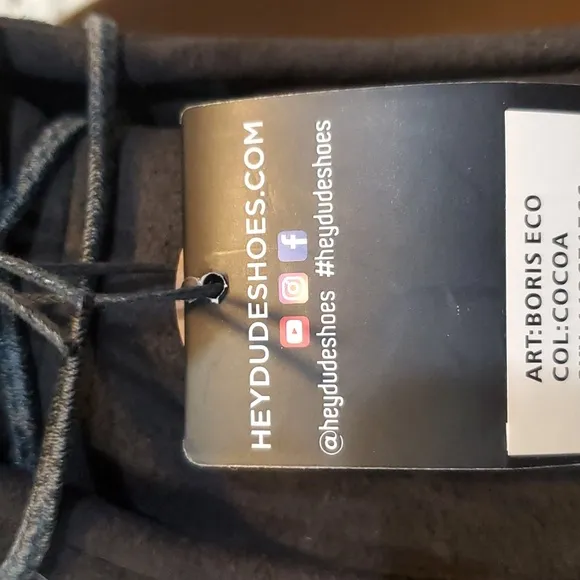 HEYDUDESHOES.COM
@heydudeshoes #heydudeshoes
ART:BORIS ECO
COL:COCOA